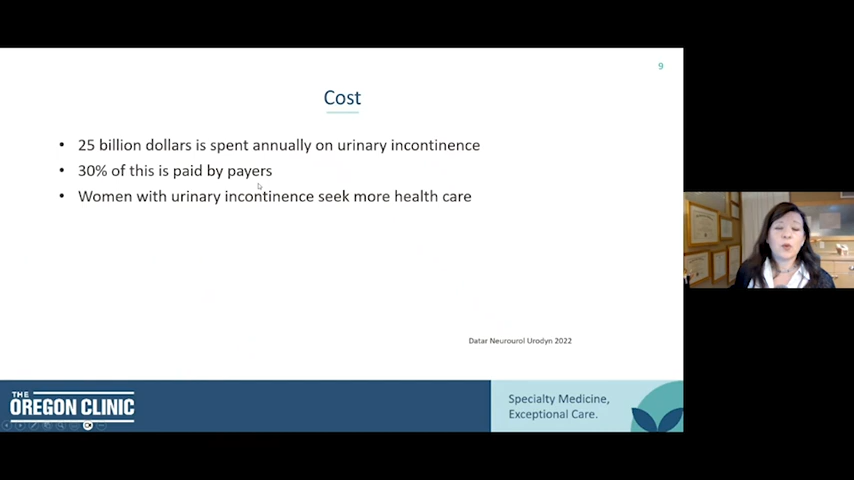 9
Cost
• 25 billion dollars is spent annually on urinary incontinence
• 30% of this is paid by payers
• Women with urinary incontinence seek more health care
Datar Neurourol Urodyn 2022
THE
OREGON CLINIC
Specialty Medicine,
Exceptional Care.